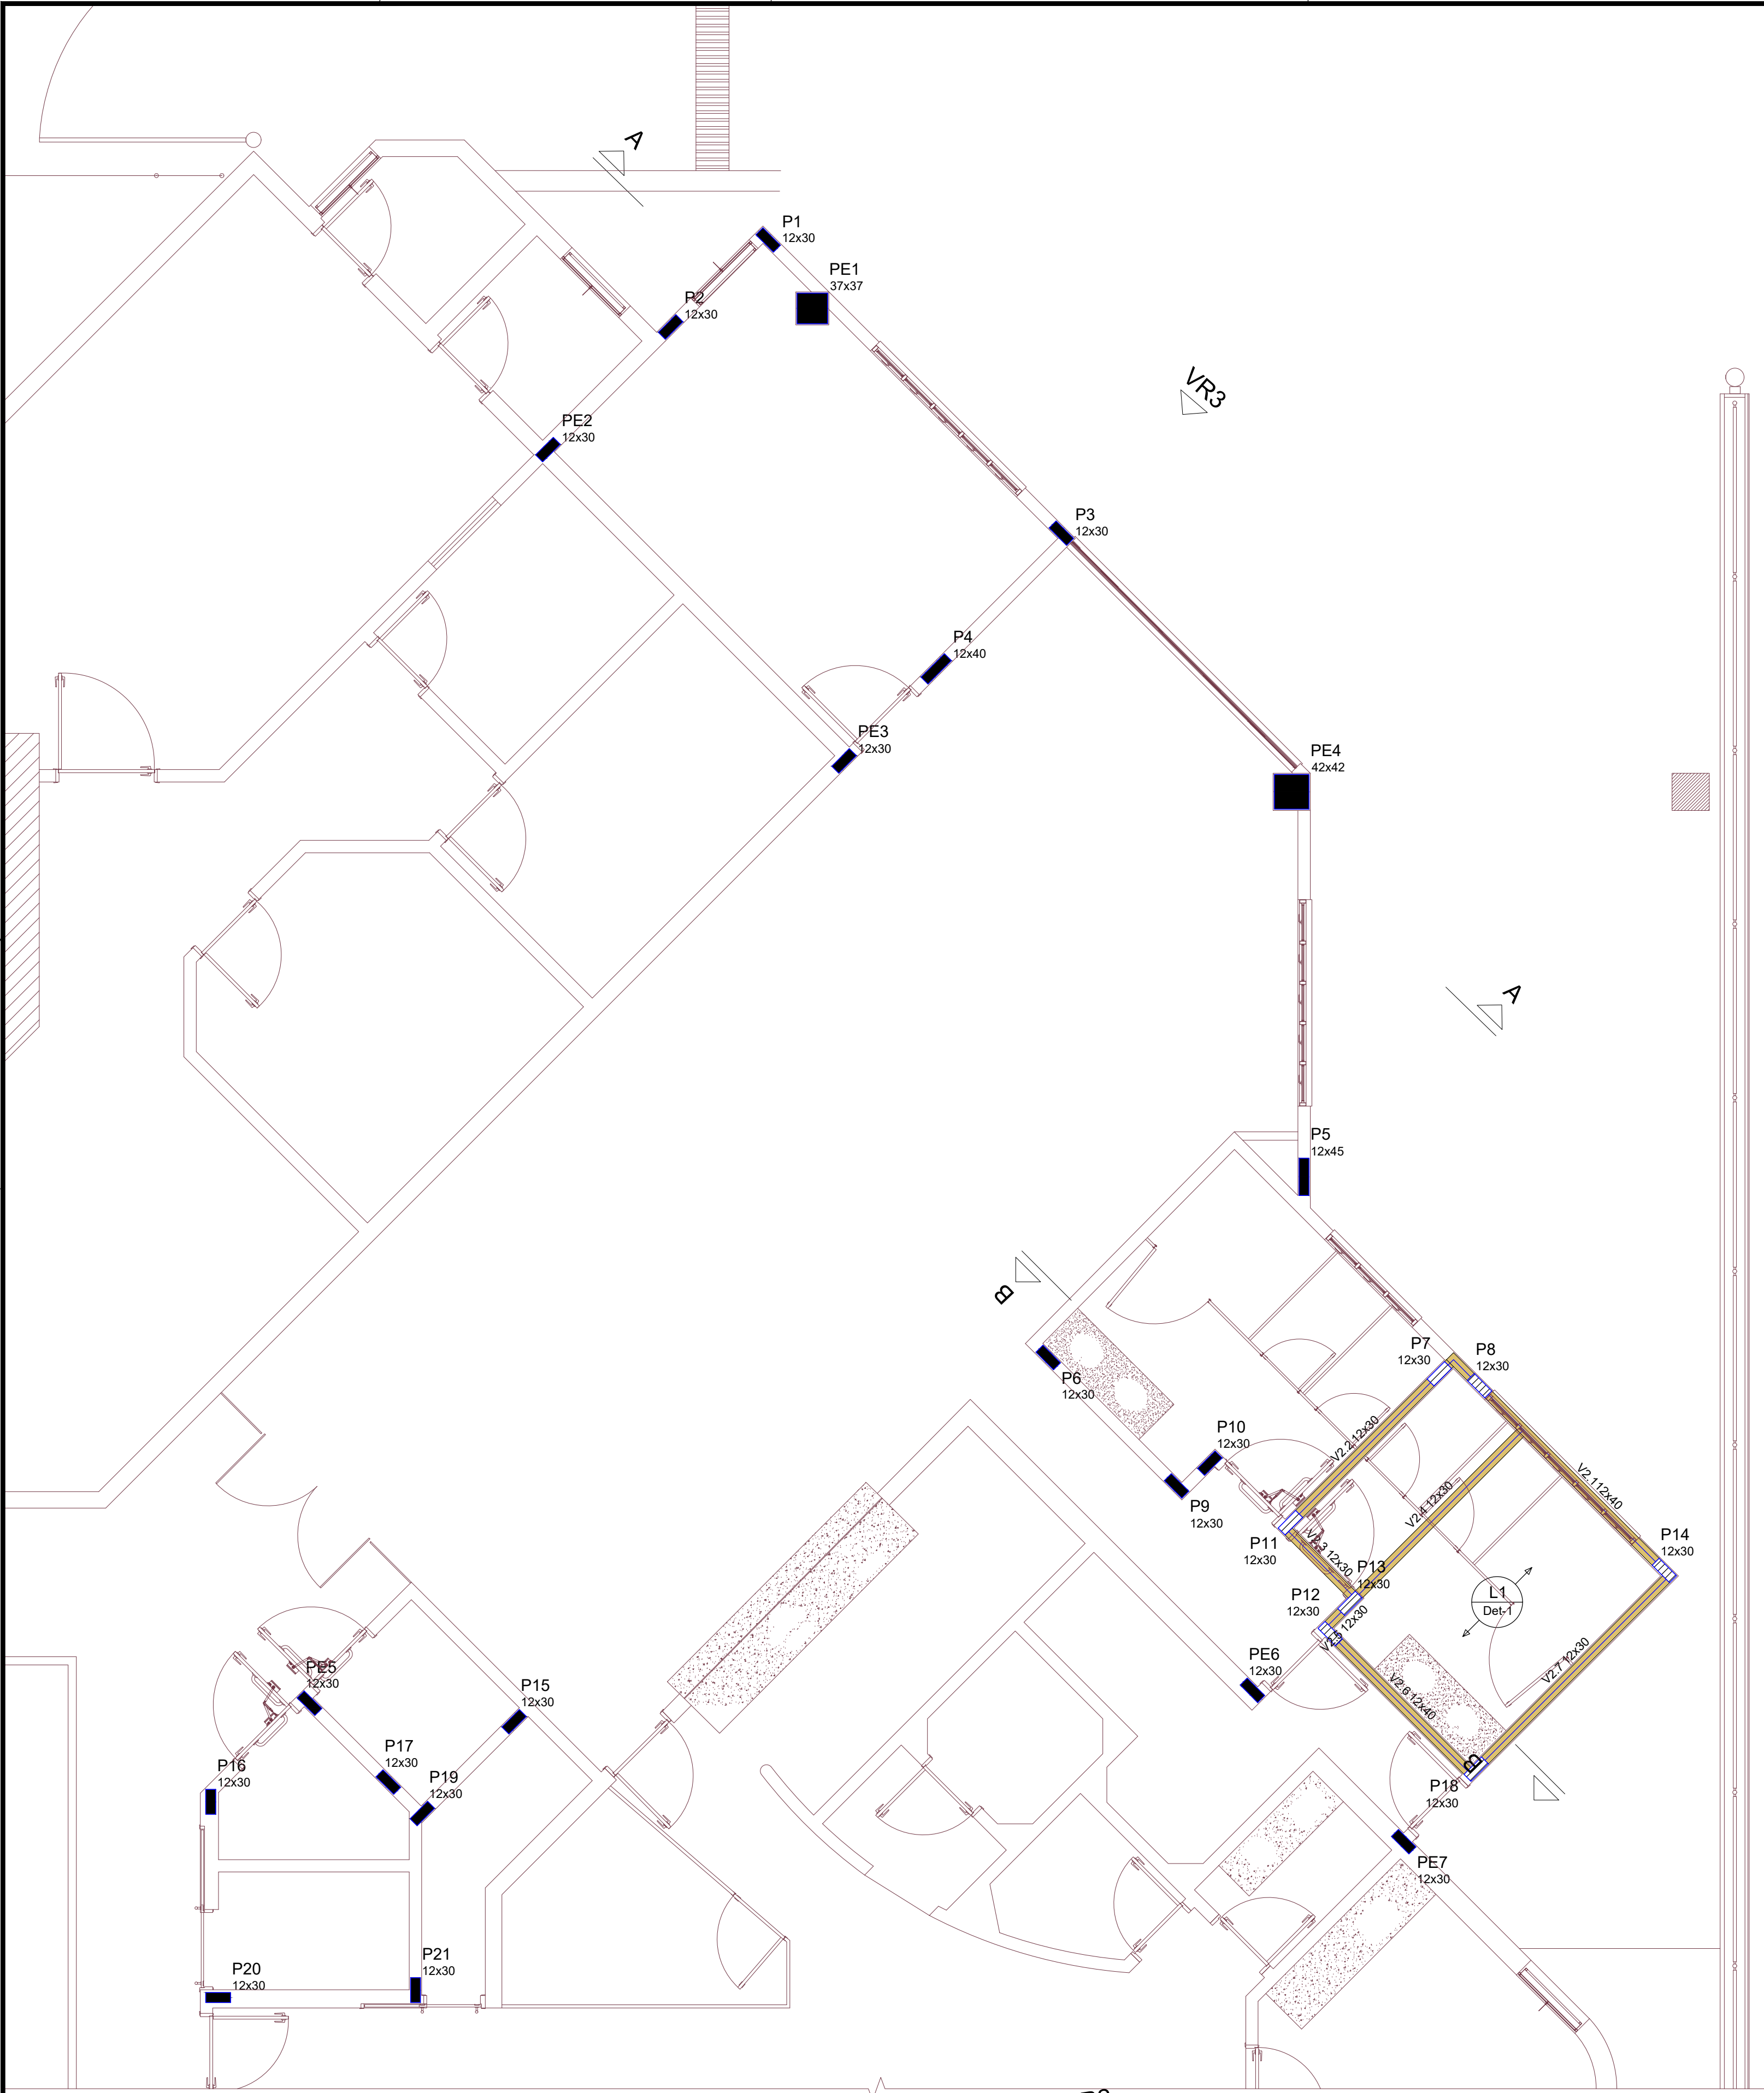 A
P1
12x30
PE1
37x37
P2
12x30
VR3
PE2
12x30
P3
12x30
P4
12x40
PE3
12x30
PE4
42x42
A
P5
12x45
B
P7
12x30
P8
12x30
P6
12x30
P10
12x30
V2.2 12x30
P9
12x30
V2.1 12x40
V2.4 12x30
P11
12x30
V2.3 12x30
P13
12x30
P14
12x30
P12
12x30
V2.5 12x30
L1
Det-1
V2.7 12x30
V2.6 12x40
PE6
12x30
PE5
12x30
P15
12x30
P17
12x30
P16
12x30
P19
12x30
B
P18
12x30
PE7
12x30
P21
12x30
P20
12x30